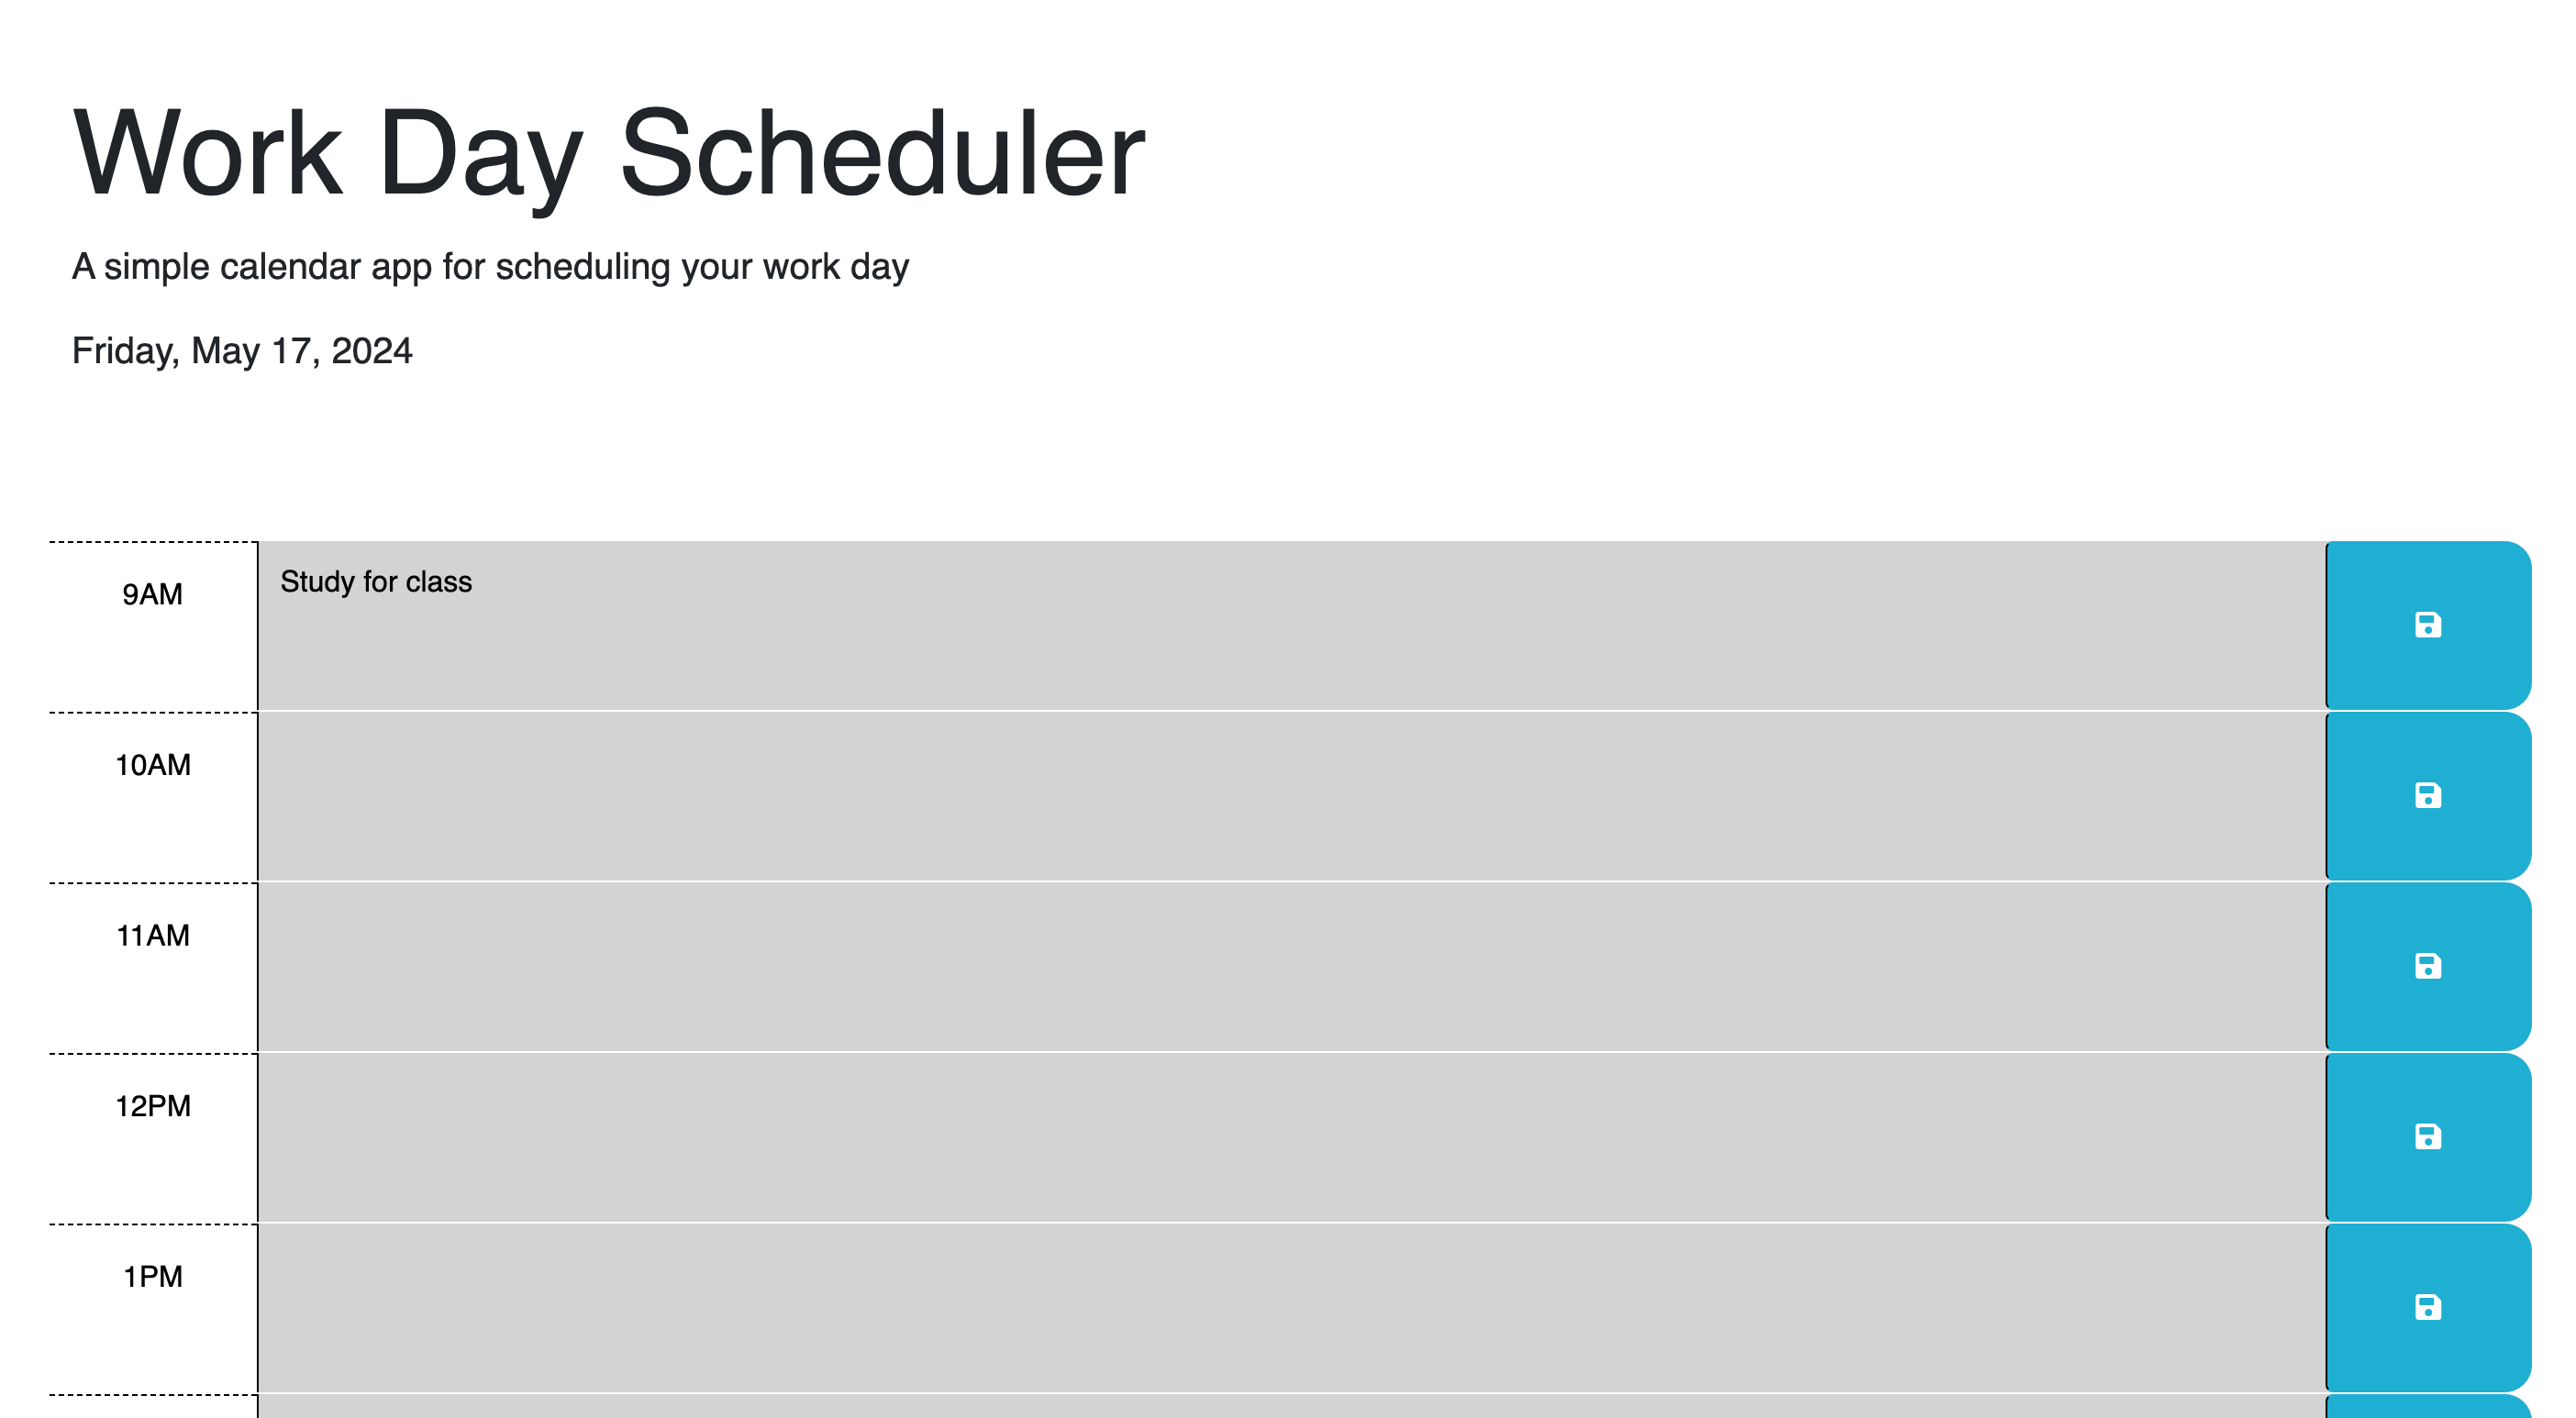 Work Day Scheduler
A simple calendar app for scheduling your work day
Friday, May 17, 2024
9AM
Study for class
10AM
11AM
12PM
1PM